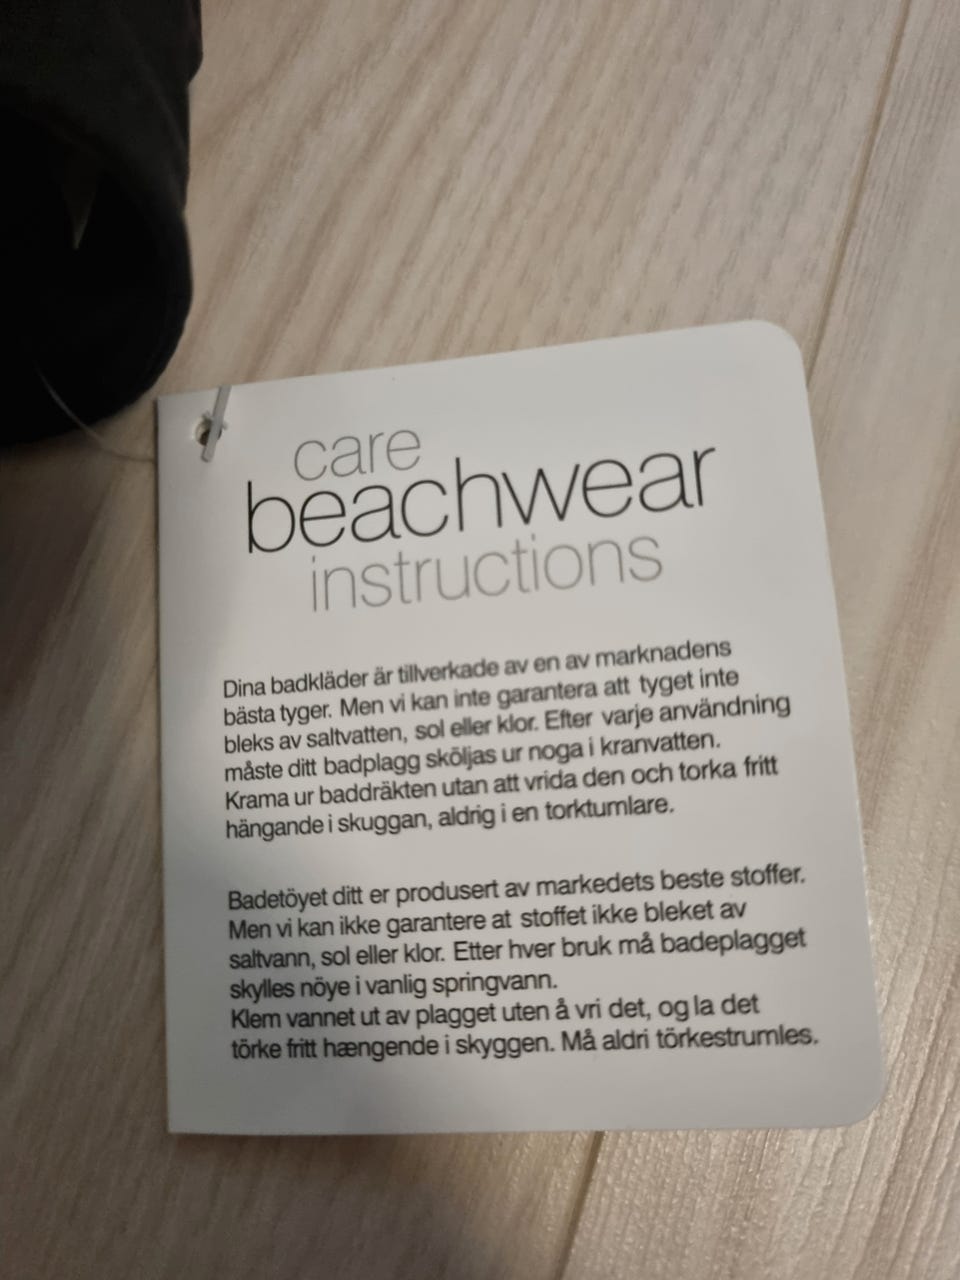 care
beachwear
instructions
Dina badkläder är tillverkade av en av marknadens
bästa tyger. Men vi kan inte garantera att tyget inte
bleks av saltvatten, sol eller klor. Efter varje användning
måste ditt badplagg sköljas ur noga i kranvatten.
Krama ur baddräkten utan att vrida den och torka fritt
hängande i skuggan, aldrig i en torktumlare.
Badetöyet ditt er produsert av markedets beste stoffer.
Men vi kan ikke garantere at stoffet ikke bleket av
saltvann, sol eller klor. Etter hver bruk må badeplagget
skylles nöye i vanlig springvann.
Klem vannet ut av plagget uten å vri det, og la det
törke fritt hængende i skyggen. Må aldri törkestrumles.